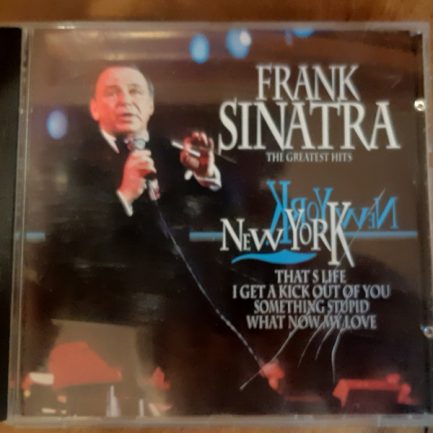 FRANK
SINATRA
THE GREATEST HITS
NEW YORK
NEW YORK
THAT S LIFE
I GET A KICK OUT OF YOU
SOMETHING STUPID
WHAT NOW MY LOVE